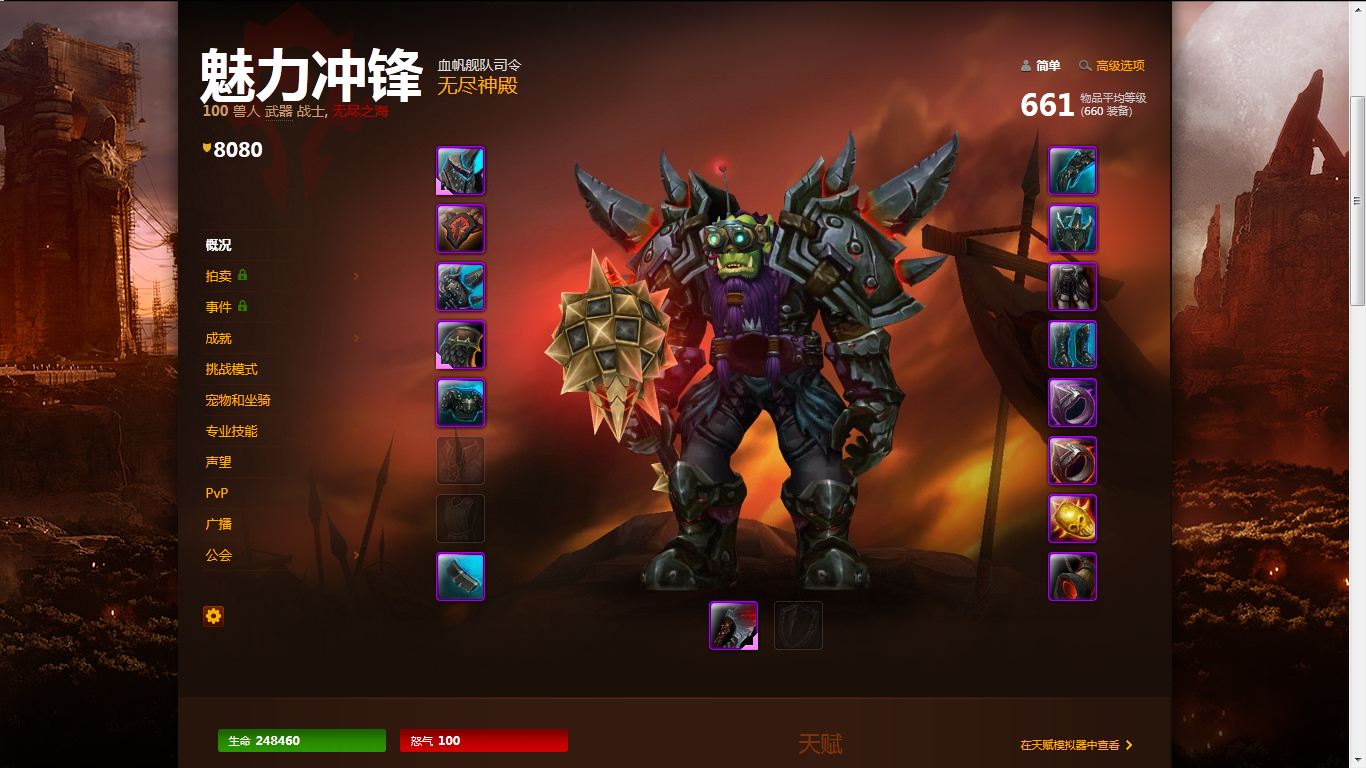 魅力冲锋
血帆舰队司令
无尽神殿
100 兽人 武器 战士, 无尽之海
8080
简单
高级选项
661
物品平均等级
(660 装备)
概况
拍卖
事件
成就
挑战模式
宠物和坐骑
专业技能
声望
PvP
广播
公会
生命 248460
怒气 100
天赋
在天赋模拟器中查看